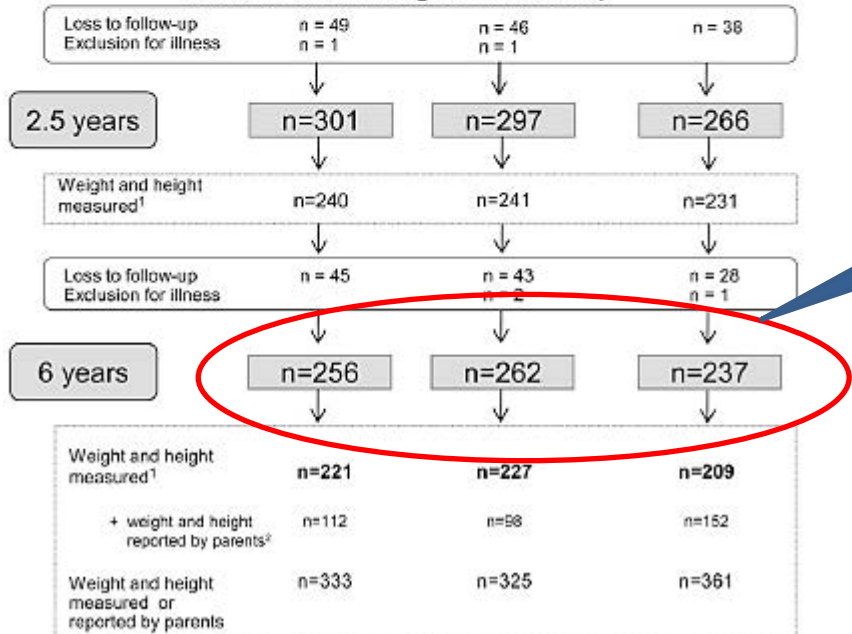 Loss to follow-up n = 49 n = 46 n = 38
Exclusion for illness n = 1 n = 1
2.5 years n=301 n=297 n=266
Weight and height
measured¹ n=240 n=241 n=231
Loss to follow-up n = 45 n = 43 n = 28
Exclusion for illness n = 2 n = 1
6 years n=256 n=262 n=237
Weight and height
measured¹ n=221 n=227 n=209
+ weight and height n=112 n=98 n=152
reported by parents²
Weight and height n=333 n=325 n=361
measured or
reported by parents